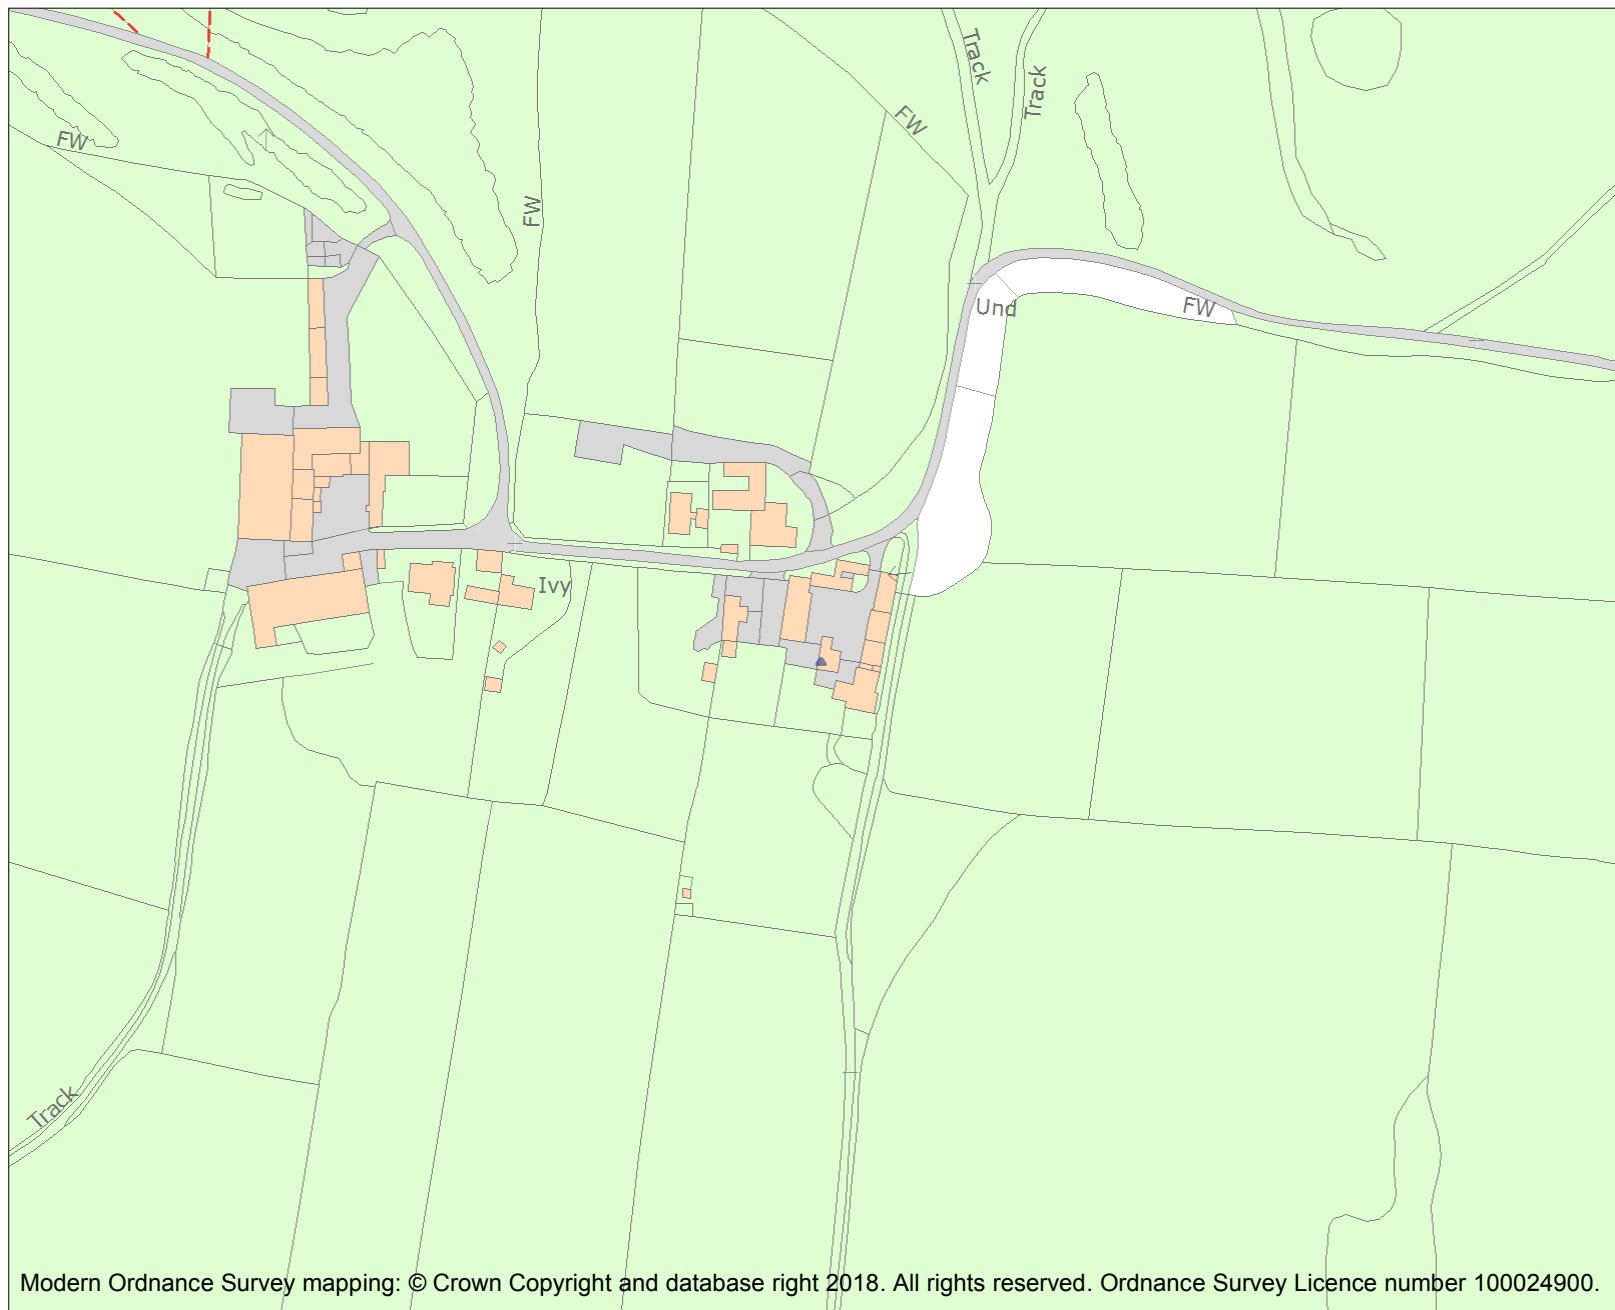 Track
Track
FW
FW
FW
Und
FW
Ivy
Track
Modern Ordnance Survey mapping: © Crown Copyright and database right 2018. All rights reserved. Ordnance Survey Licence number 100024900.